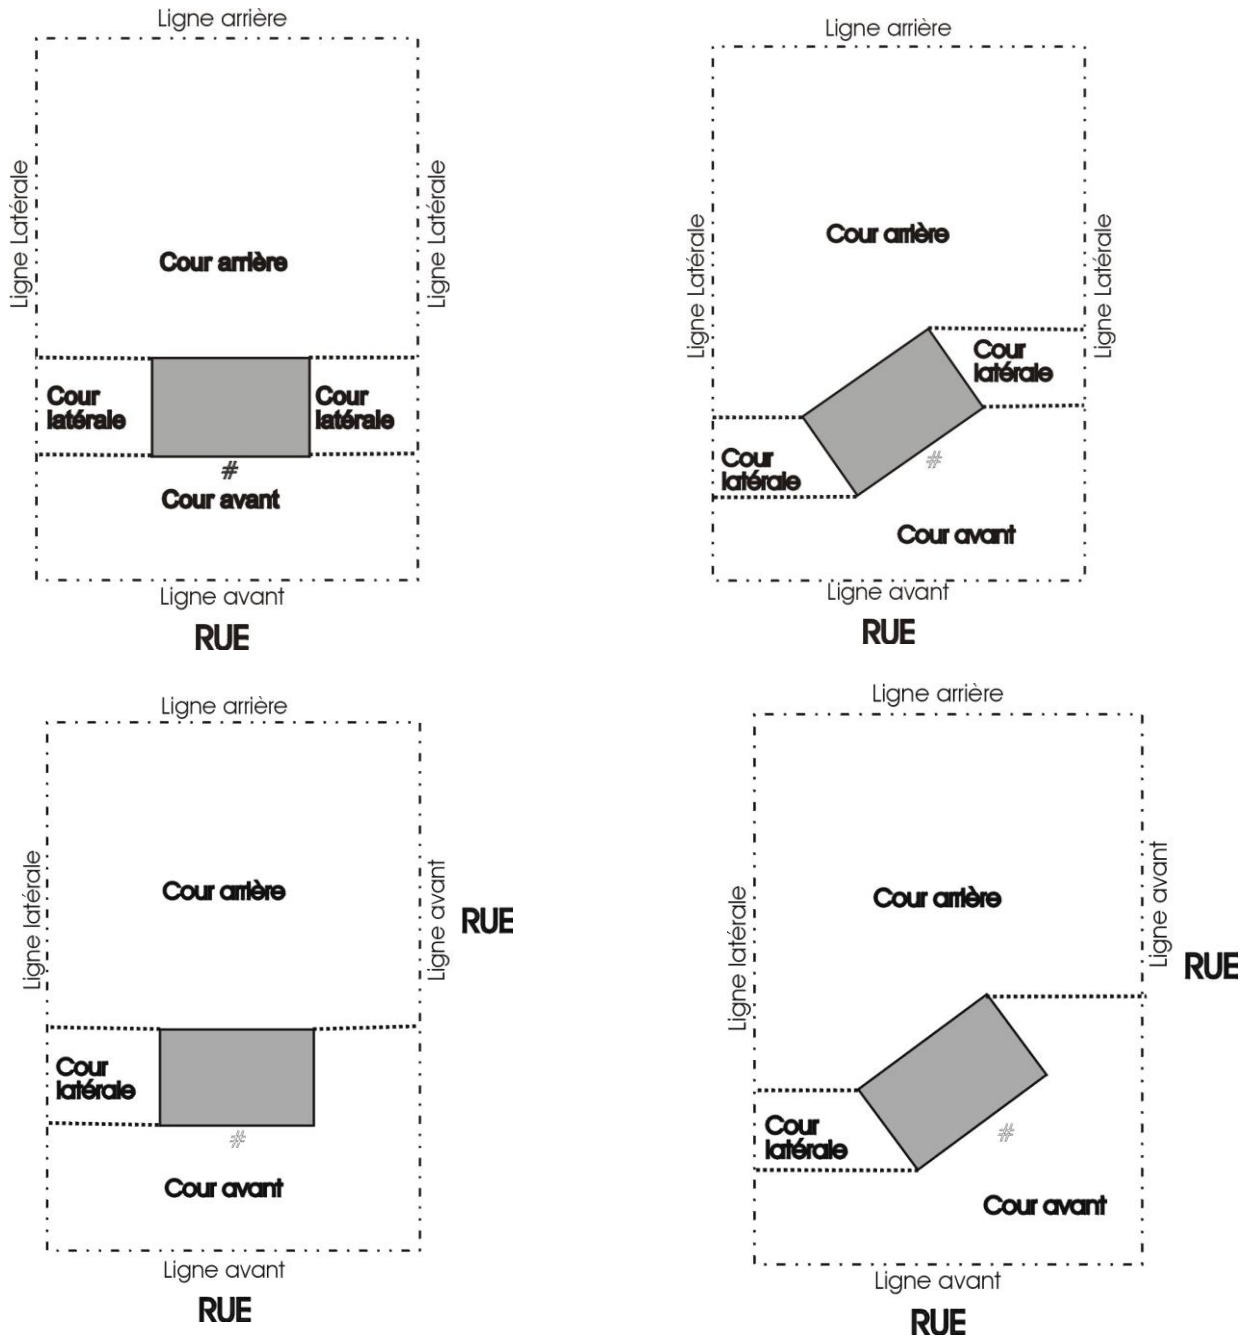 Ligne arrière
Ligne Latérale
Ligne Latérale
Cour arrière
Cour
latérale
Cour
latérale
#
Cour avant
Ligne avant
RUE
Ligne arrière
Ligne Latérale
Ligne Latérale
Cour arrière
Cour
latérale
Cour
latérale
#
Cour avant
Ligne avant
RUE
Ligne arrière
Ligne latérale
Ligne avant
Cour arrière
RUE
Cour
latérale
#
Cour avant
Ligne avant
RUE
Ligne arrière
Ligne latérale
Ligne avant
Cour arrière
RUE
Cour
latérale
#
Cour avant
Ligne avant
RUE